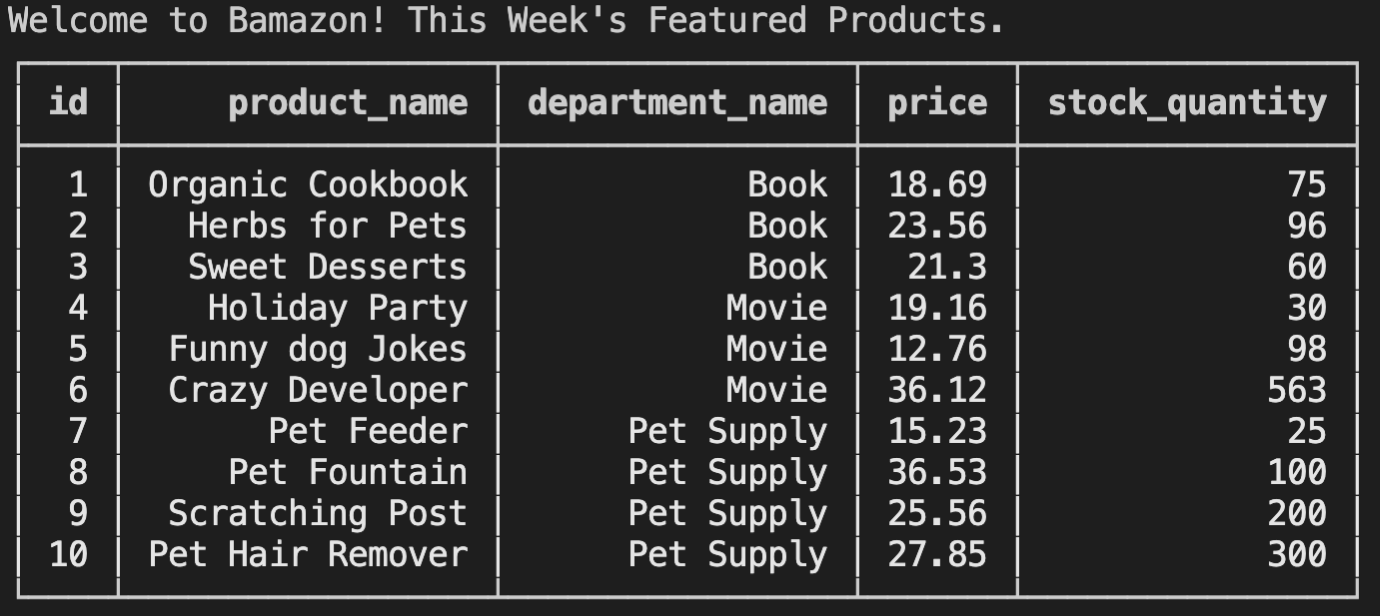 Welcome to Bamazon! This Week's Featured Products.
id product_name department_name price stock_quantity
1 Organic Cookbook Book 18.69 75
2 Herbs for Pets Book 23.56 96
3 Sweet Desserts Book 21.3 60
4 Holiday Party Movie 19.16 30
5 Funny dog Jokes Movie 12.76 98
6 Crazy Developer Movie 36.12 563
7 Pet Feeder Pet Supply 15.23 25
8 Pet Fountain Pet Supply 36.53 100
9 Scratching Post Pet Supply 25.56 200
10 Pet Hair Remover Pet Supply 27.85 300